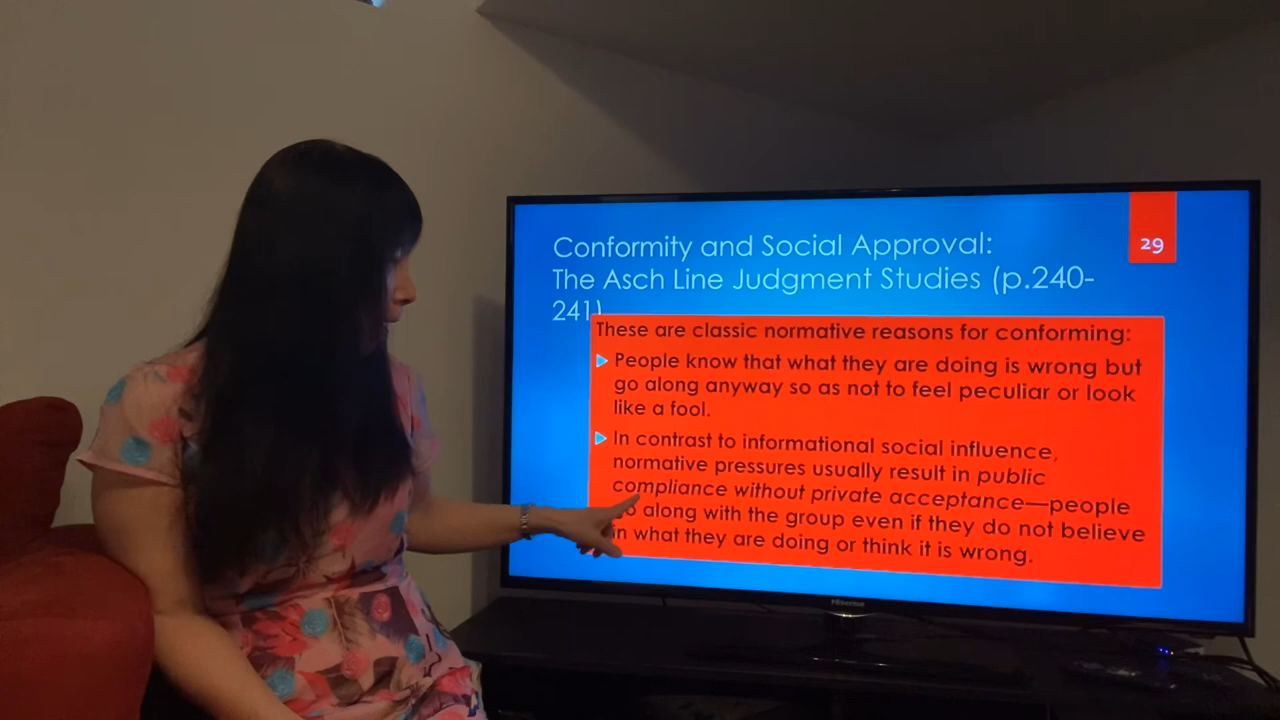 29
Conformity and Social Approval:
The Asch Line Judgment Studies (p.240-
241)
These are classic normative reasons for conforming:
People know that what they are doing is wrong but
go along anyway so as not to feel peculiar or look
like a fool.
In contrast to informational social influence,
normative pressures usually result in public
compliance without private acceptance—people
along with the group even if they do not believe
in what they are doing or think it is wrong.
Hisense